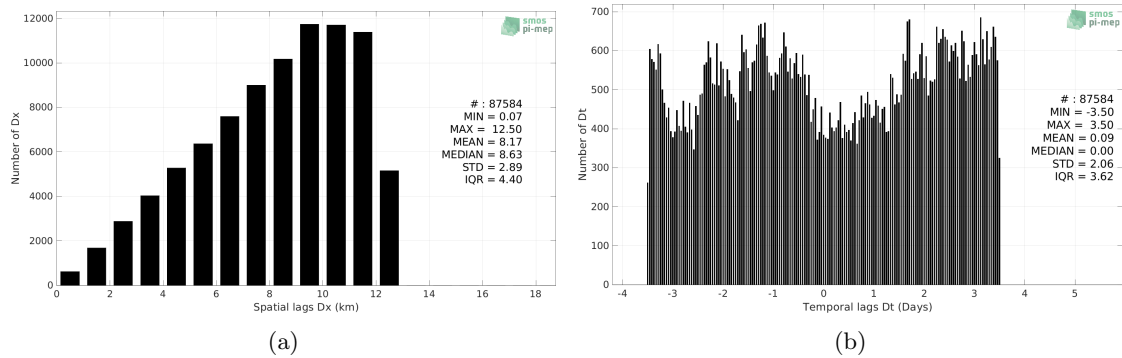 12000
10000
8000
6000
4000
2000
0
Number of Dx
0 2 4 6 8 10 12 14 16 18
Spatial lags Dx (km)
smos
pi-mep
# : 87584
MIN = 0.07
MAX = 12.50
MEAN = 8.17
MEDIAN = 8.63
STD = 2.89
IQR = 4.40
(a)
700
600
500
400
300
200
100
0
Number of Dt
-4 -3 -2 -1 0 1 2 3 4 5
Temporal lags Dt (Days)
smos
pi-mep
# : 87584
MIN = -3.50
MAX = 3.50
MEAN = 0.09
MEDIAN = 0.00
STD = 2.06
IQR = 3.62
(b)